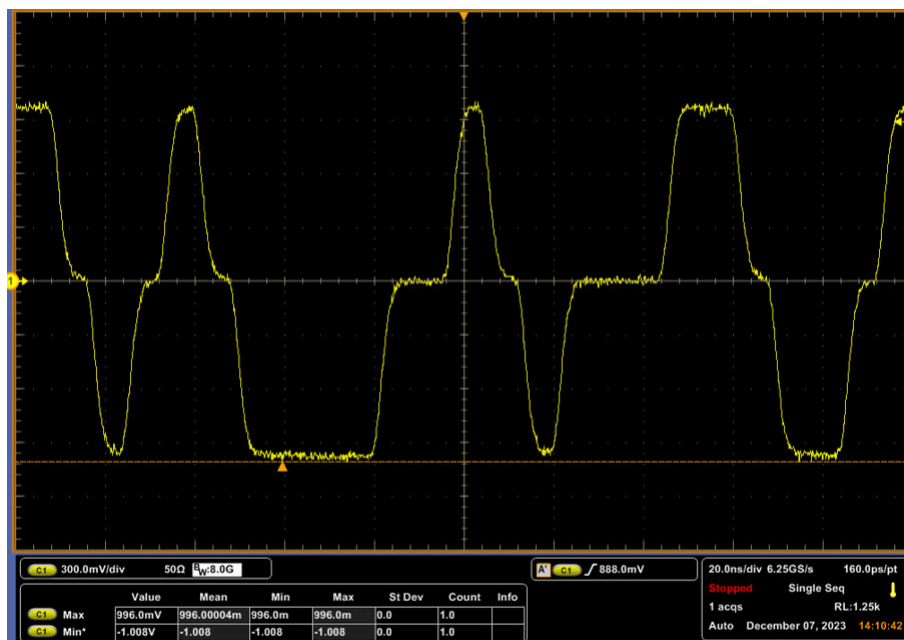 1
C1 300.0mV/div 50Ω BW:8.0G
A' C1 888.0mV
20.0ns/div 6.25GS/s 160.0ps/pt
Stopped Single Seq
1 acqs RL:1.25k
Auto December 07, 2023 14:10:42
Value Mean Min Max St Dev Count Info
C1 Max 996.0mV 996.00004m 996.0m 996.0m 0.0 1.0
C1 Min* -1.008V -1.008 -1.008 -1.008 0.0 1.0